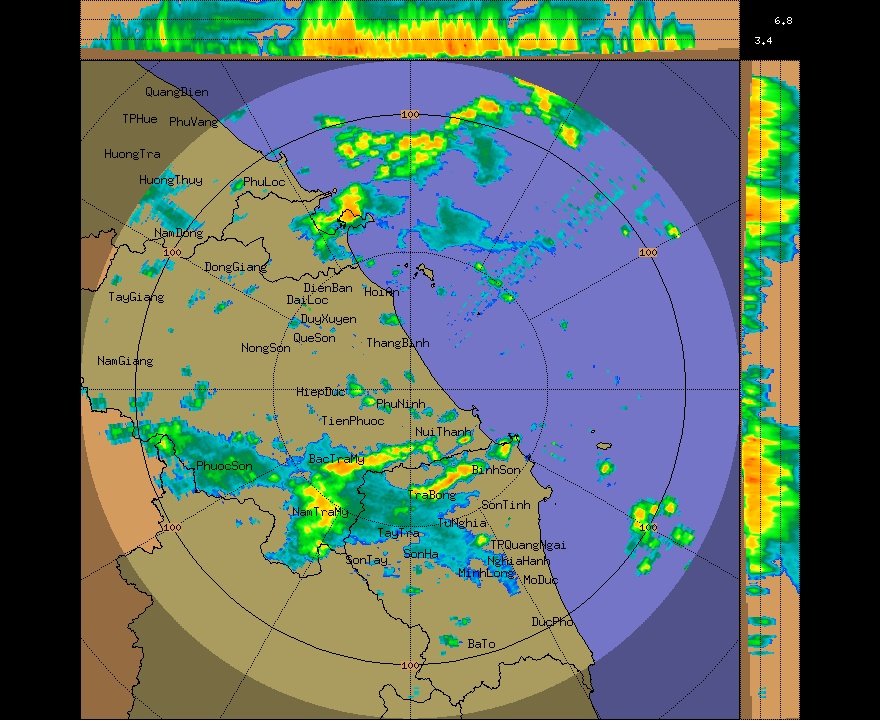 6.8
3.4
QuangDien
100
TPHue
PhuVang
HuongTra
HuongThuy
PhuLoc
NamDong
100
100
DongGiang
DienBan
HoiAn
TayGiang
DaiLoc
DuyXuyen
QueSon
ThangBinh
NongSon
NamGiang
HiepDuc
PhuNinh
TienPhuoc
NuiThanh
BacTraMy
PhuocSon
BinhSon
TraBong
SonTinh
NamTraMy
TuNghia
100
100
TayTra
TPQuangNgai
SonHa
SonTay
NghiaHanh
MinhLong
MoDuc
DucPho
BaTo
100